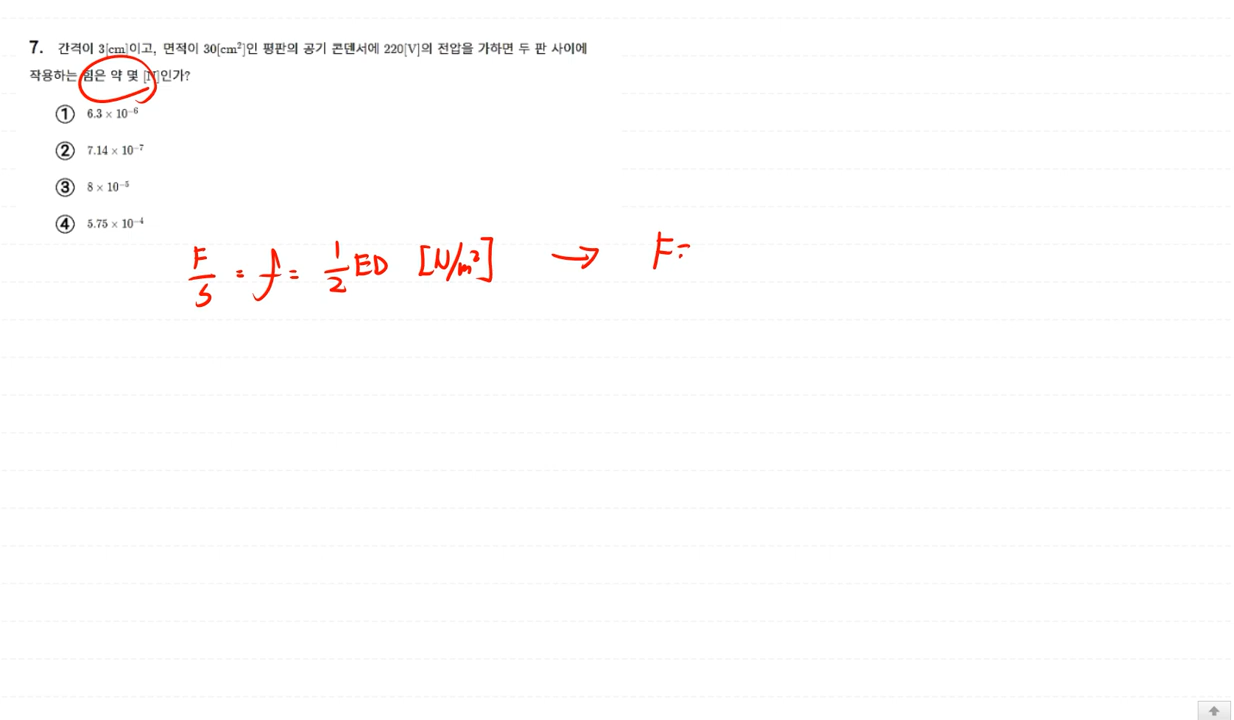 7. 간격이 3[cm]이고, 면적이 30[cm²]인 평판의 공기 콘덴서에 220[V]의 전압을 가하면 두 판 사이에
작용하는 힘은 약 몇 [N]인가?
① 6.3 × 10⁻⁶
② 7.14 × 10⁻⁷
③ 8 × 10⁻⁵
④ 5.75 × 10⁻⁴
F/S = f = 1/2 ED [N/m²] → F=